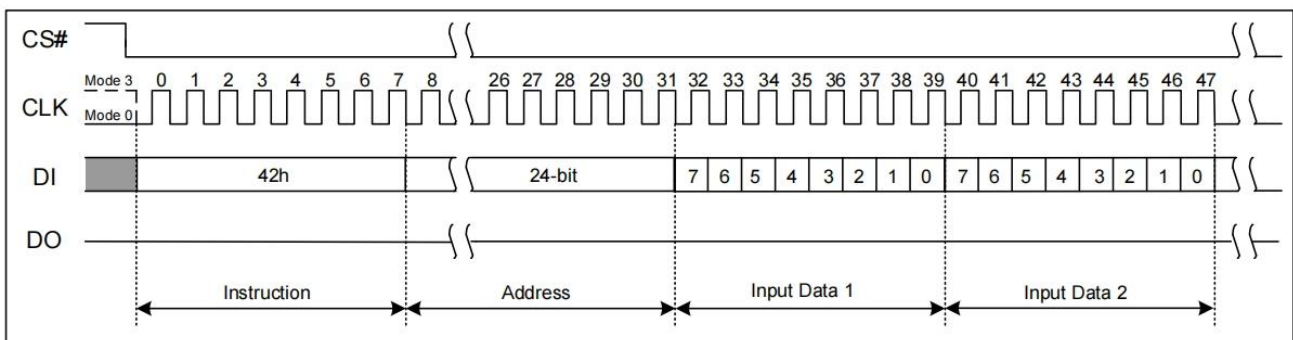 CS#
Mode 3 0 1 2 3 4 5 6 7 8 26 27 28 29 30 31 32 33 34 35 36 37 38 39 40 41 42 43 44 45 46 47
CLK
Mode 0
DI 42h 24-bit 7 6 5 4 3 2 1 0 7 6 5 4 3 2 1 0
DO
Instruction Address Input Data 1 Input Data 2